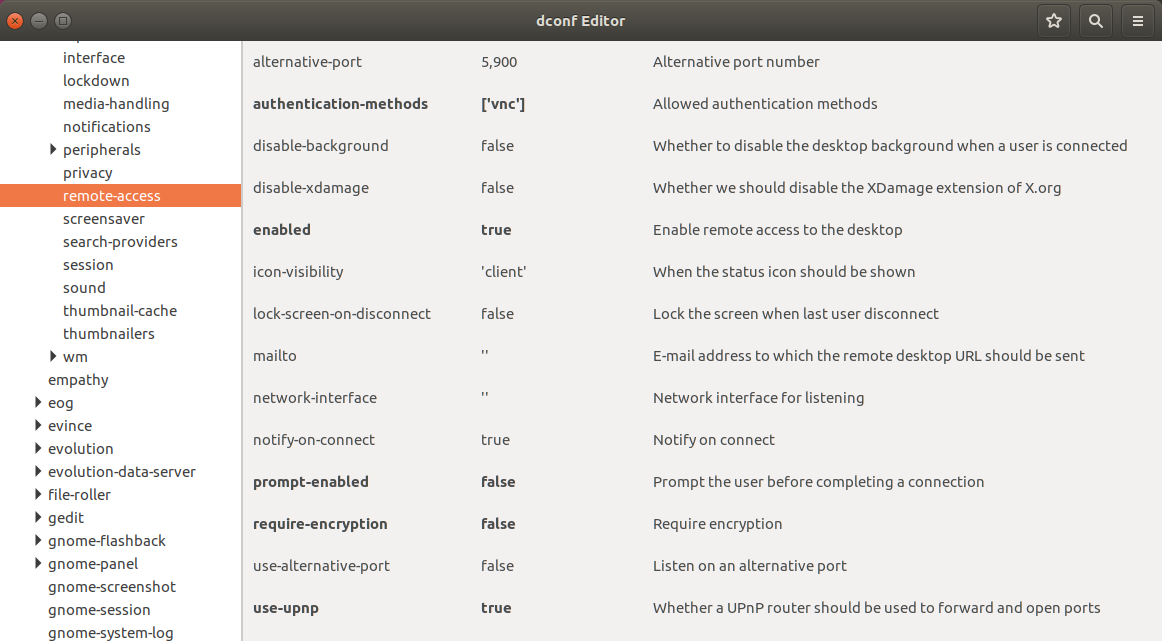 dconf Editor
interface
lockdown
media-handling
notifications
peripherals
privacy
remote-access
screensaver
search-providers
session
sound
thumbnail-cache
thumbnailers
wm
empathy
eog
evince
evolution
evolution-data-server
file-roller
gedit
gnome-flashback
gnome-panel
gnome-screenshot
gnome-session
gnome-system-log
alternative-port 5,900 Alternative port number
authentication-methods ['vnc'] Allowed authentication methods
disable-background false Whether to disable the desktop background when a user is connected
disable-xdamage false Whether we should disable the XDamage extension of X.org
enabled true Enable remote access to the desktop
icon-visibility 'client' When the status icon should be shown
lock-screen-on-disconnect false Lock the screen when last user disconnect
mailto '' E-mail address to which the remote desktop URL should be sent
network-interface '' Network interface for listening
notify-on-connect true Notify on connect
prompt-enabled false Prompt the user before completing a connection
require-encryption false Require encryption
use-alternative-port false Listen on an alternative port
use-upnp true Whether a UPnP router should be used to forward and open ports